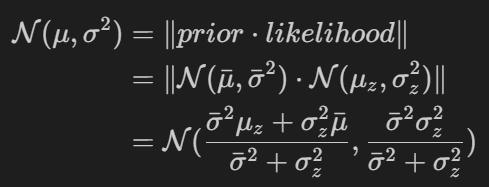 𝒩(μ, σ²) = ‖prior · likelihood‖
= ‖𝒩(μ̄, σ̄²) · 𝒩(μ_z, σ_z²)‖
= 𝒩((σ̄²μ_z + σ_z²μ̄)/(σ̄² + σ_z²), (σ̄²σ_z²)/(σ̄² + σ_z²))